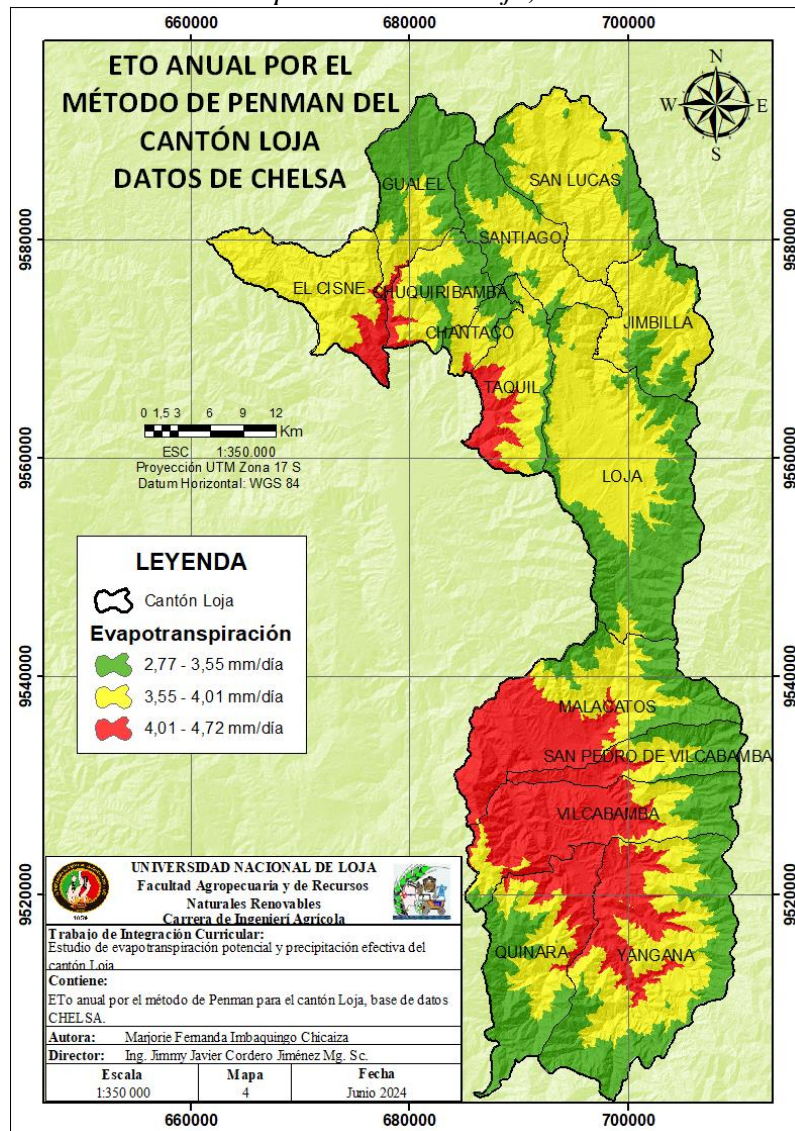 660000 680000 700000
ETO ANUAL POR EL
MÉTODO DE PENMAN DEL
CANTÓN LOJA
DATOS DE CHELSA
N
W E
S
GUALEL
SAN LUCAS
SANTIAGO
9580000 9580000
EL CISNE
CHUQUIRIBAMBA
JIMBILLA
CHANTACO
TAQUIL
0 1,5 3 6 9 12
Km
ESC 1:350.000
Proyección UTM Zona 17 S
Datum Horizontal: WGS 84
9560000 9560000
LOJA
LEYENDA
Cantón Loja
Evapotranspiración
2,77 - 3,55 mm/día
3,55 - 4,01 mm/día
4,01 - 4,72 mm/día
9540000 9540000
MALACATOS
SAN PEDRO DE VILCABAMBA
VILCABAMBA
9520000 9520000
QUINARA
YANGANA
UNIVERSIDAD NACIONAL DE LOJA
Facultad Agropecuaria y de Recursos
Naturales Renovables
Carrera de Ingenierí Agrícola
Trabajo de Integración Curricular:
Estudio de evapotranspiración potencial y precipitación efectiva del
cantón Loja
Contiene:
ETo anual por el método de Penman para el cantón Loja, base de datos
CHELSA.
Autora: Marjorie Fernanda Imbaquingo Chicaiza
Director: Ing. Jimmy Javier Cordero Jiménez Mg. Sc.
Escala Mapa Fecha
1:350 000 4 Junio 2024
660000 680000 700000